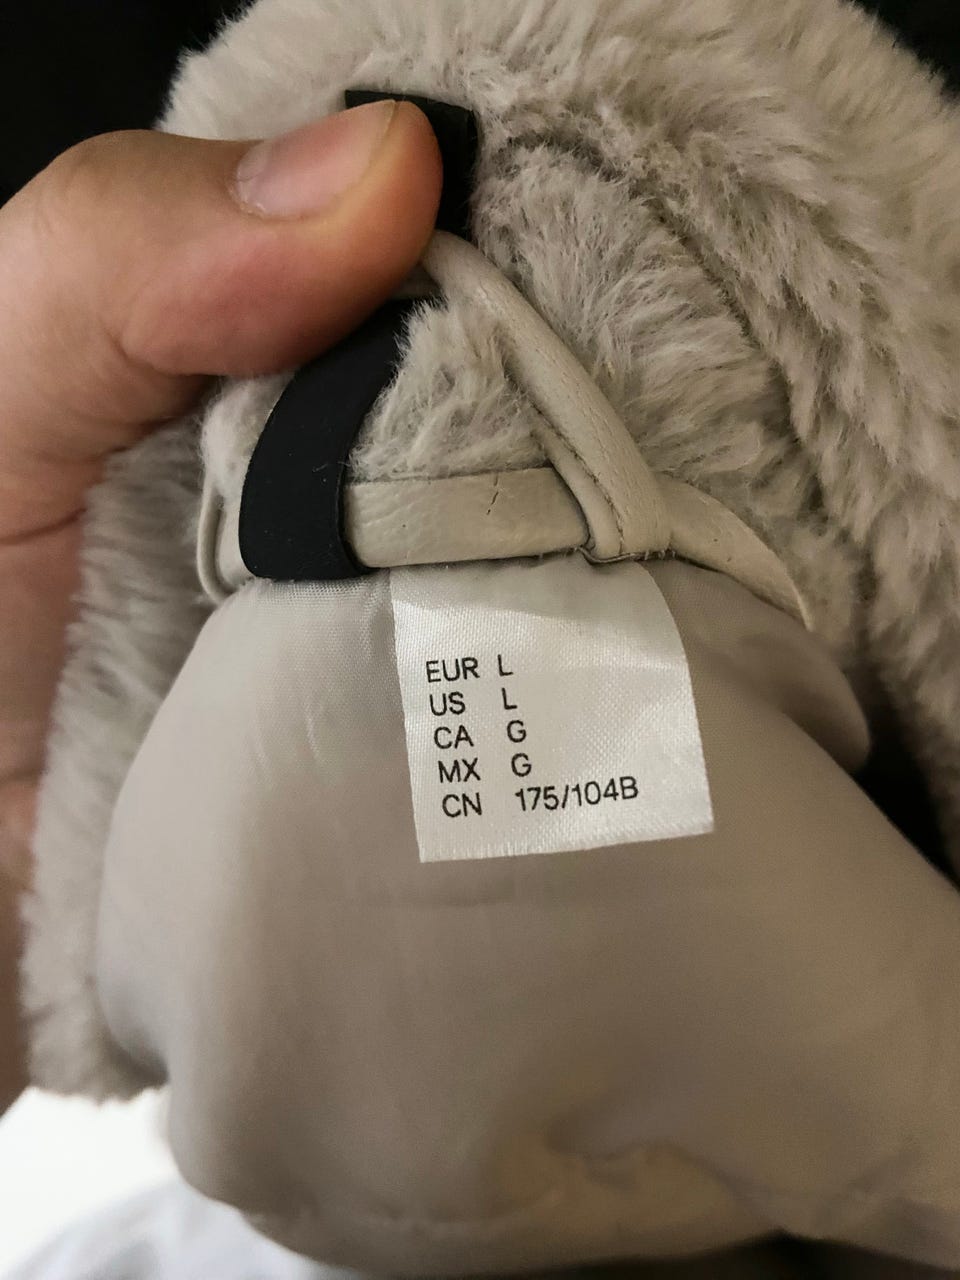 EUR L
US L
CA G
MX G
CN 175/104B